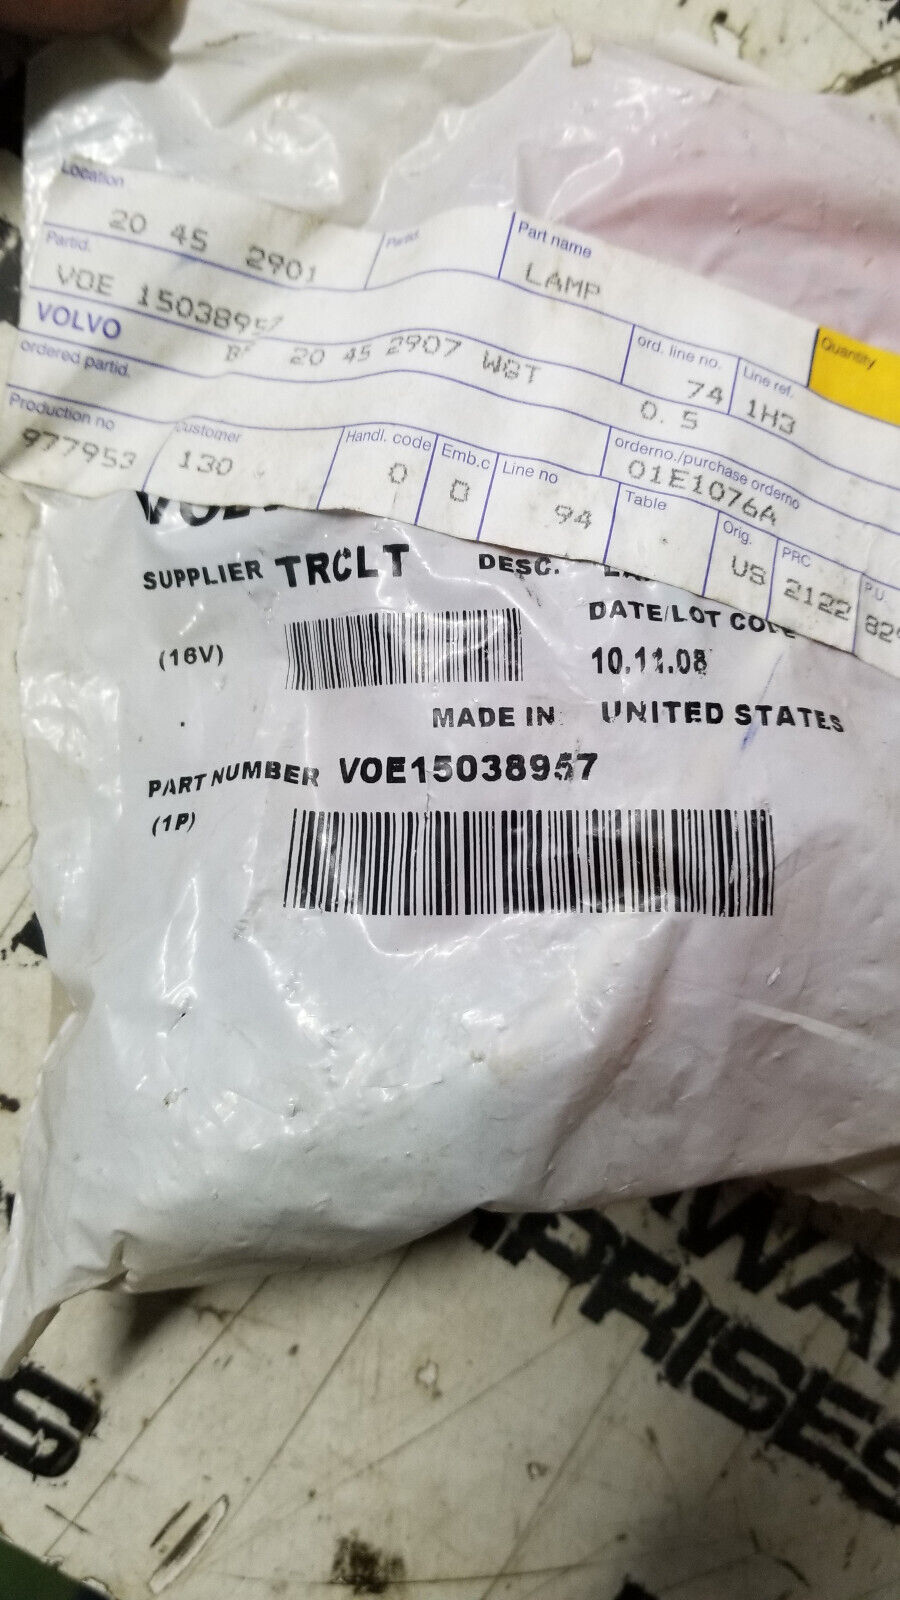 Location
20 45 2901
Partid.
Part name
LAMP
Partid.
VOE 15038957
VOLVO
20 45 2907 WGT 0.5
ord. line no.
74
Line ref.
1H3
Quantity
ordered partid.
orderno./purchase orderno
01E1076A
Production no
977953
Customer
130
Handl. code
0
Emb.c
0
Line no
94
Table
Orig.
US
PRC
2122
P.U.
SUPPLIER TRCLT DESC.
DATE/LOT CODE
(16V) 10.11.08
MADE IN UNITED STATES
PART NUMBER VOE15038957
(1P)